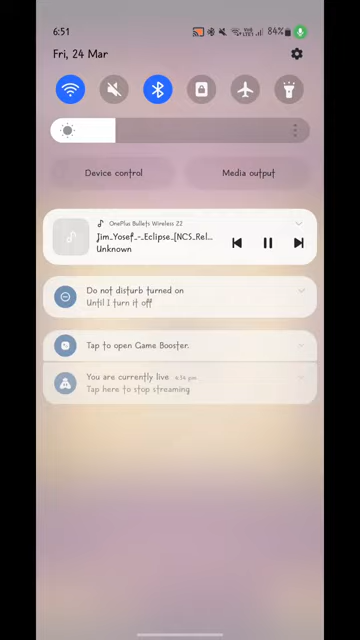 6:51
84%
Fri, 24 Mar
Device control
Media output
OnePlus Bullets Wireless Z2
Jim_Yosef_-_Eclipse_[NCS_Rel...
Unknown
Do not disturb turned on
Until I turn it off
Tap to open Game Booster.
You are currently live 4:36 pm
Tap here to stop streaming